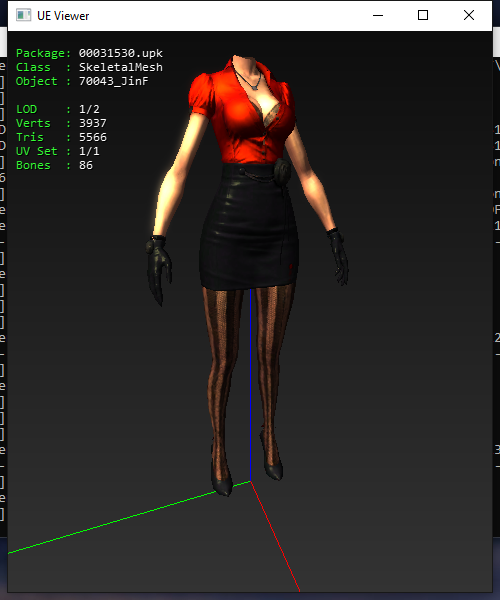 UE Viewer
Package: 00031530.upk
Class : SkeletalMesh
Object : 70043_JinF
LOD : 1/2
Verts : 3937
Tris : 5566
UV Set : 1/1
Bones : 86